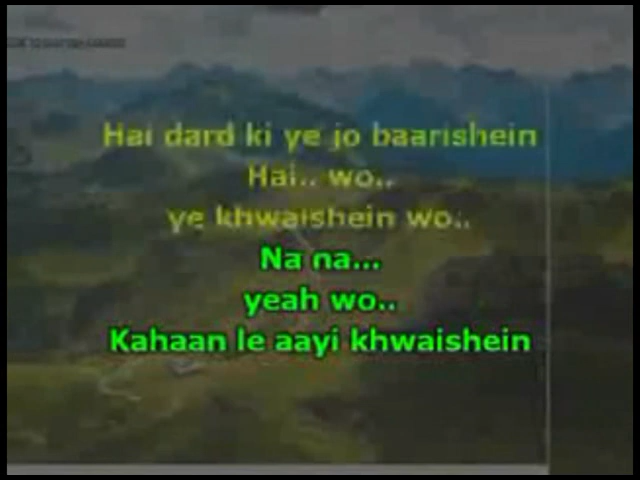 Hai dard ki ye jo baarishein
Hai.. wo..
ye khwaishein wo..
Na na...
yeah wo..
Kahaan le aayi khwaishein